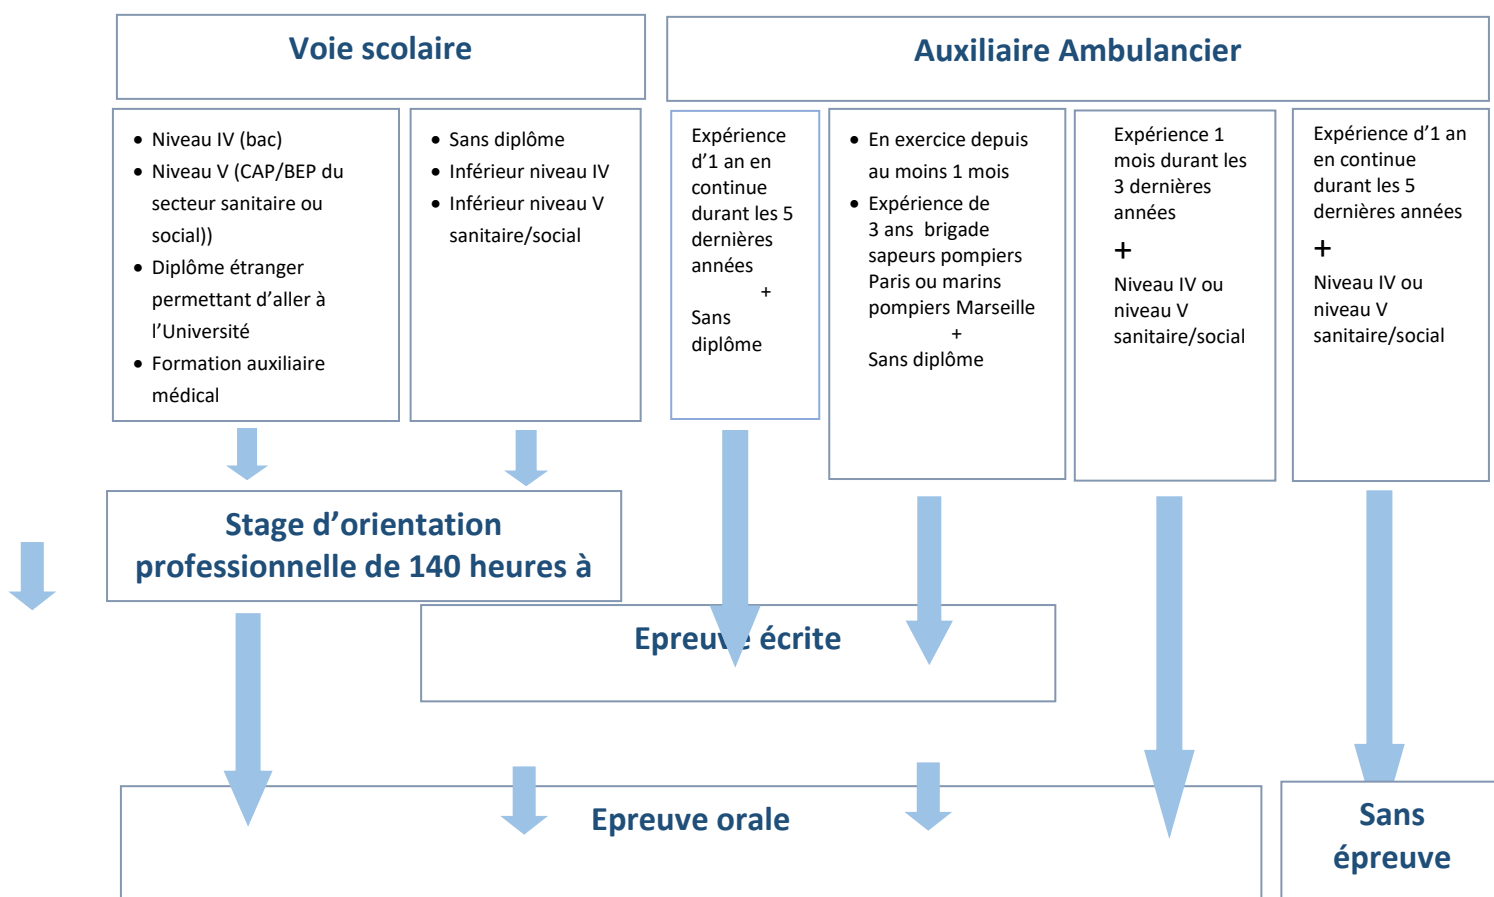 Voie scolaire
Auxiliaire Ambulancier
• Niveau IV (bac)
• Niveau V (CAP/BEP du
secteur sanitaire ou
social))
• Diplôme étranger
permettant d’aller à
l’Université
• Formation auxiliaire
médical
• Sans diplôme
• Inférieur niveau IV
• Inférieur niveau V
sanitaire/social
Expérience
d’1 an en
continue
durant les 5
dernières
années
+
Sans
diplôme
• En exercice depuis
au moins 1 mois
• Expérience de
3 ans  brigade
sapeurs pompiers
Paris ou marins
pompiers Marseille
+
Sans diplôme
Expérience 1
mois durant les
3 dernières
années
+
Niveau IV ou
niveau V
sanitaire/social
Expérience d’1 an
en continue
durant les 5
dernières années
+
Niveau IV ou
niveau V
sanitaire/social
Stage d’orientation
professionnelle de 140 heures à
Epreuve écrite
Epreuve orale
Sans
épreuve